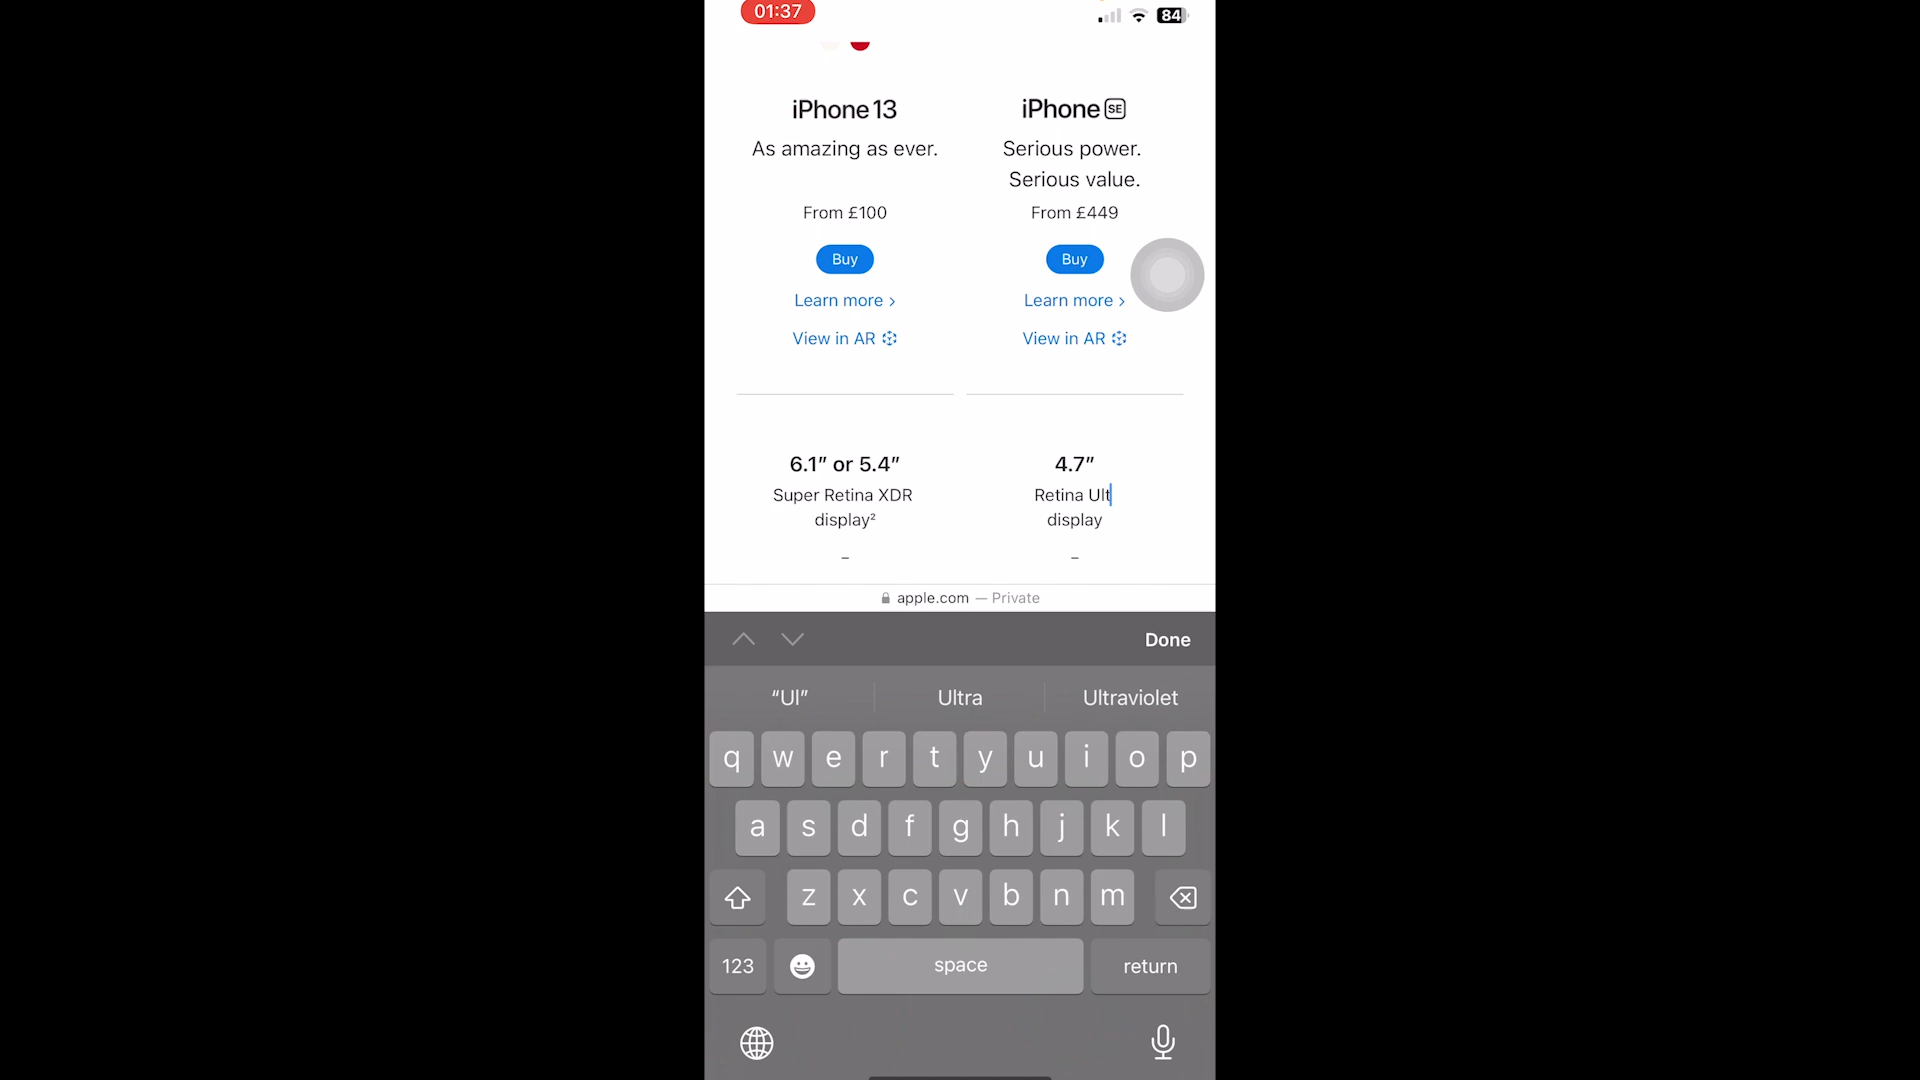 01:37
84
iPhone 13
iPhone SE
As amazing as ever.
Serious power.
Serious value.
From £100
From £449
Buy
Buy
Learn more >
Learn more >
View in AR
View in AR
6.1" or 5.4"
4.7"
Super Retina XDR
display²
Retina Ult
display
–
–
apple.com — Private
Done
“Ul”
Ultra
Ultraviolet
q w e r t y u i o p
a s d f g h j k l
z x c v b n m
123
space
return